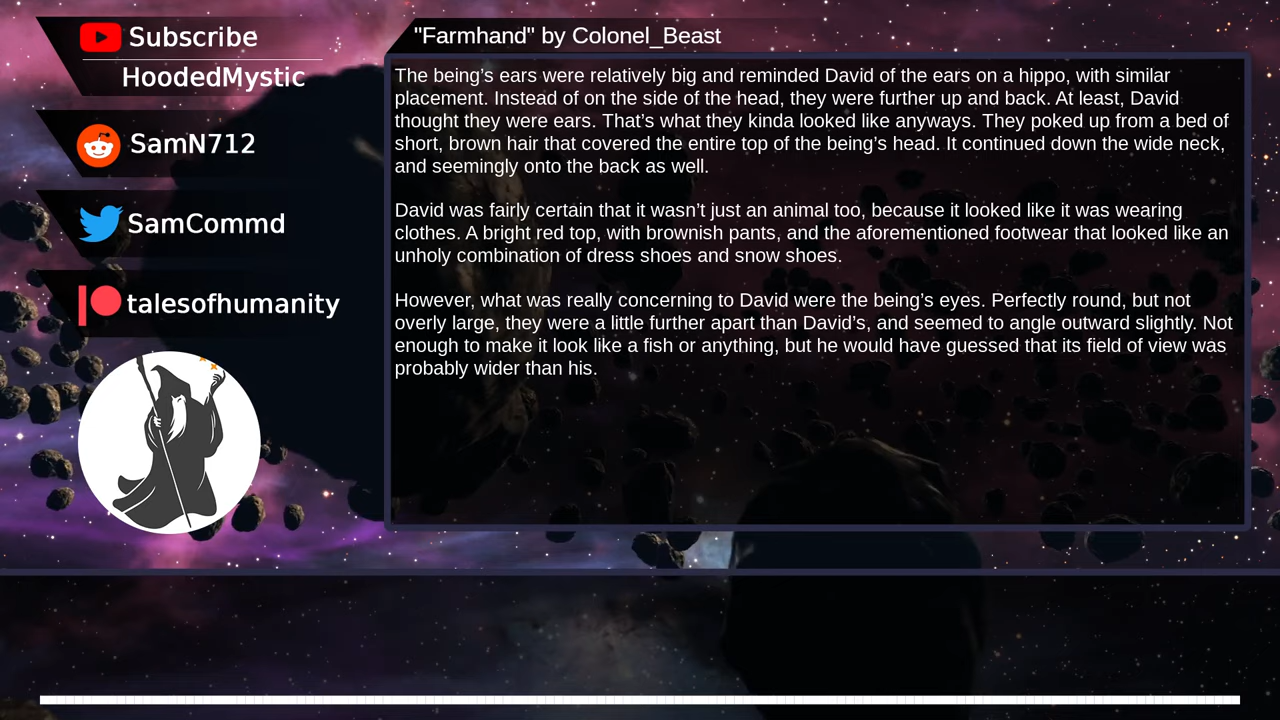 Subscribe
HoodedMystic
SamN712
SamCommd
talesofhumanity
"Farmhand" by Colonel_Beast
The being’s ears were relatively big and reminded David of the ears on a hippo, with similar
placement. Instead of on the side of the head, they were further up and back. At least, David
thought they were ears. That’s what they kinda looked like anyways. They poked up from a bed of
short, brown hair that covered the entire top of the being’s head. It continued down the wide neck,
and seemingly onto the back as well.
David was fairly certain that it wasn’t just an animal too, because it looked like it was wearing
clothes. A bright red top, with brownish pants, and the aforementioned footwear that looked like an
unholy combination of dress shoes and snow shoes.
However, what was really concerning to David were the being’s eyes. Perfectly round, but not
overly large, they were a little further apart than David’s, and seemed to angle outward slightly. Not
enough to make it look like a fish or anything, but he would have guessed that its field of view was
probably wider than his.